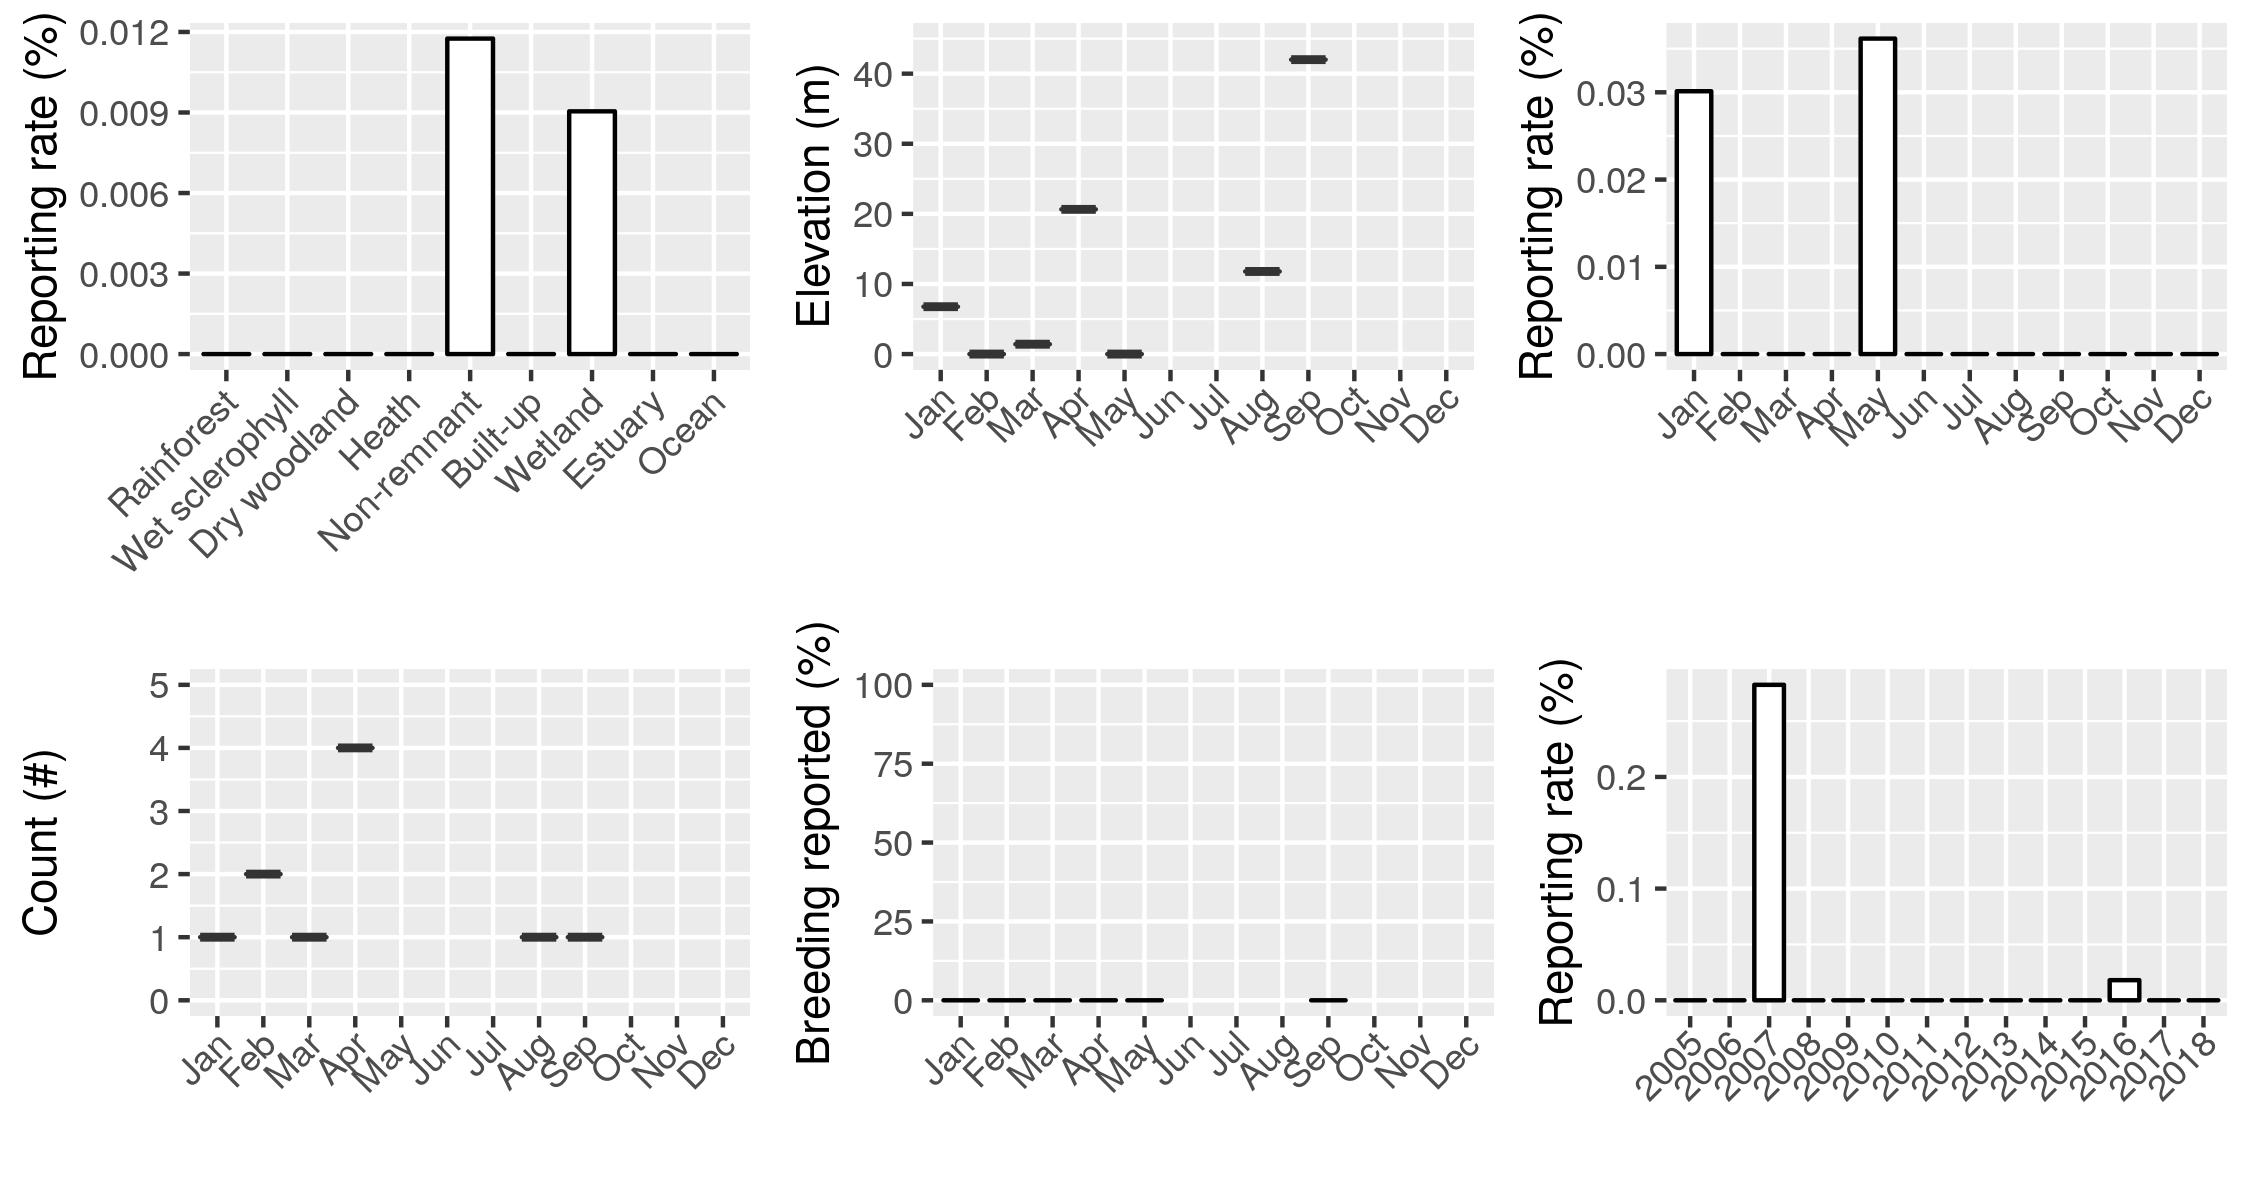 Reporting rate (%)
0.012
0.009
0.006
0.003
0.000
Rainforest
Wet sclerophyll
Dry woodland
Heath
Non-remnant
Built-up
Wetland
Estuary
Ocean
Elevation (m)
40
30
20
10
0
Jan
Feb
Mar
Apr
May
Jun
Jul
Aug
Sep
Oct
Nov
Dec
Reporting rate (%)
0.03
0.02
0.01
0.00
Jan
Feb
Mar
Apr
May
Jun
Jul
Aug
Sep
Oct
Nov
Dec
Count (#)
5
4
3
2
1
0
Jan
Feb
Mar
Apr
May
Jun
Jul
Aug
Sep
Oct
Nov
Dec
Breeding reported (%)
100
75
50
25
0
Jan
Feb
Mar
Apr
May
Jun
Jul
Aug
Sep
Oct
Nov
Dec
Reporting rate (%)
0.2
0.1
0.0
2005
2006
2007
2008
2009
2010
2011
2012
2013
2014
2015
2016
2017
2018